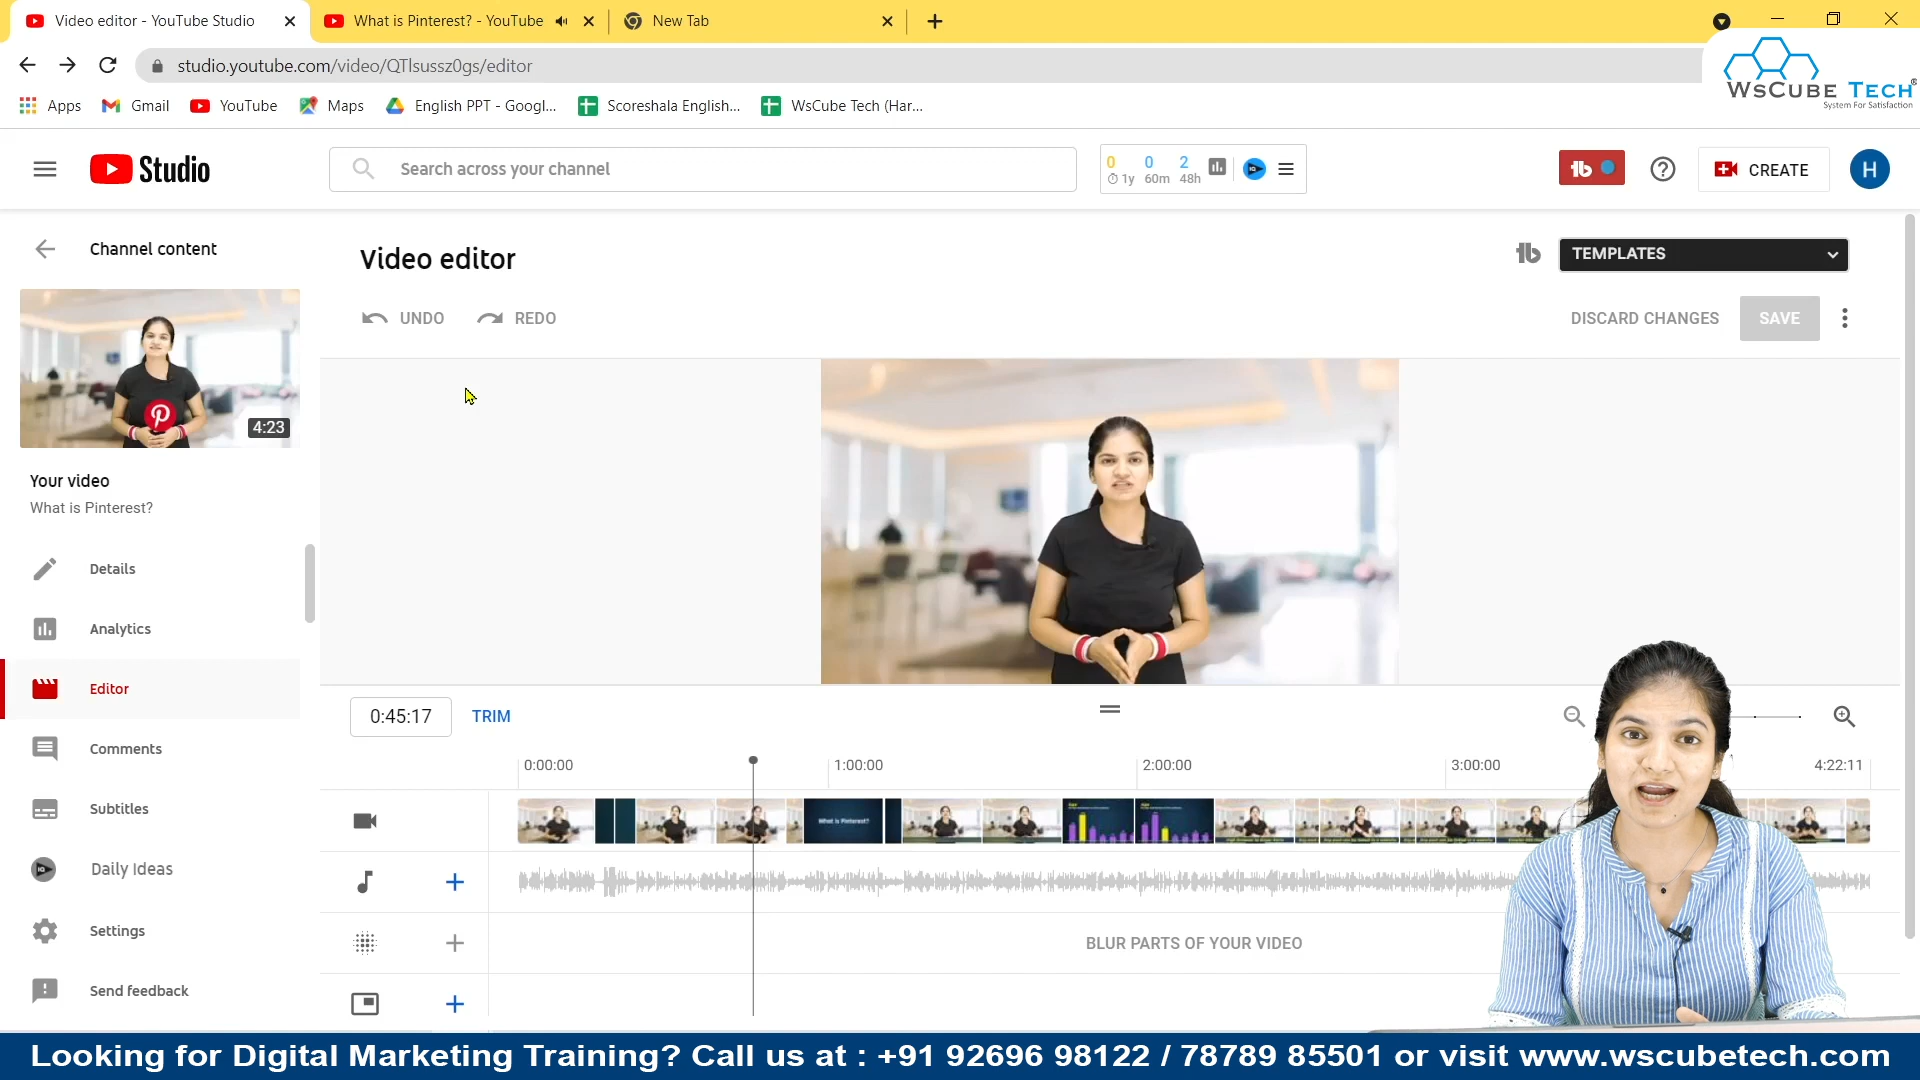 Video editor - YouTube Studio
What is Pinterest? - YouTube
New Tab
studio.youtube.com/video/QTlsussz0gs/editor
WsCube Tech®
System For Satisfaction
Apps
Gmail
YouTube
Maps
English PPT - Googl...
Scoreshala English...
WsCube Tech (Har...
Studio
Search across your channel
0 0 2
1y 60m 48h
CREATE
H
Channel content
Video editor
TEMPLATES
UNDO
REDO
DISCARD CHANGES
SAVE
4:23
Your video
What is Pinterest?
Details
Analytics
Editor
Comments
Subtitles
Daily Ideas
Settings
Send feedback
0:45:17
TRIM
0:00:00
1:00:00
2:00:00
3:00:00
4:22:11
What is Pinterest?
BLUR PARTS OF YOUR VIDEO
Looking for Digital Marketing Training? Call us at : +91 92696 98122 / 78789 85501 or visit www.wscubetech.com